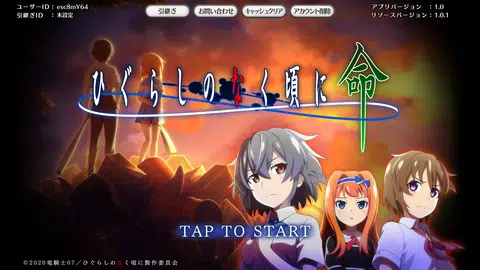 ユーザーID：esc8mY64
引継ぎID　：未設定
引継ぎ
お問い合わせ
キャッシュクリア
アカウント削除
アプリバージョン　：1.0
リソースバージョン：1.0.1
ひぐらしのなく頃に 命
TAP TO START
©2020竜騎士07／ひぐらしのなく頃に製作委員会